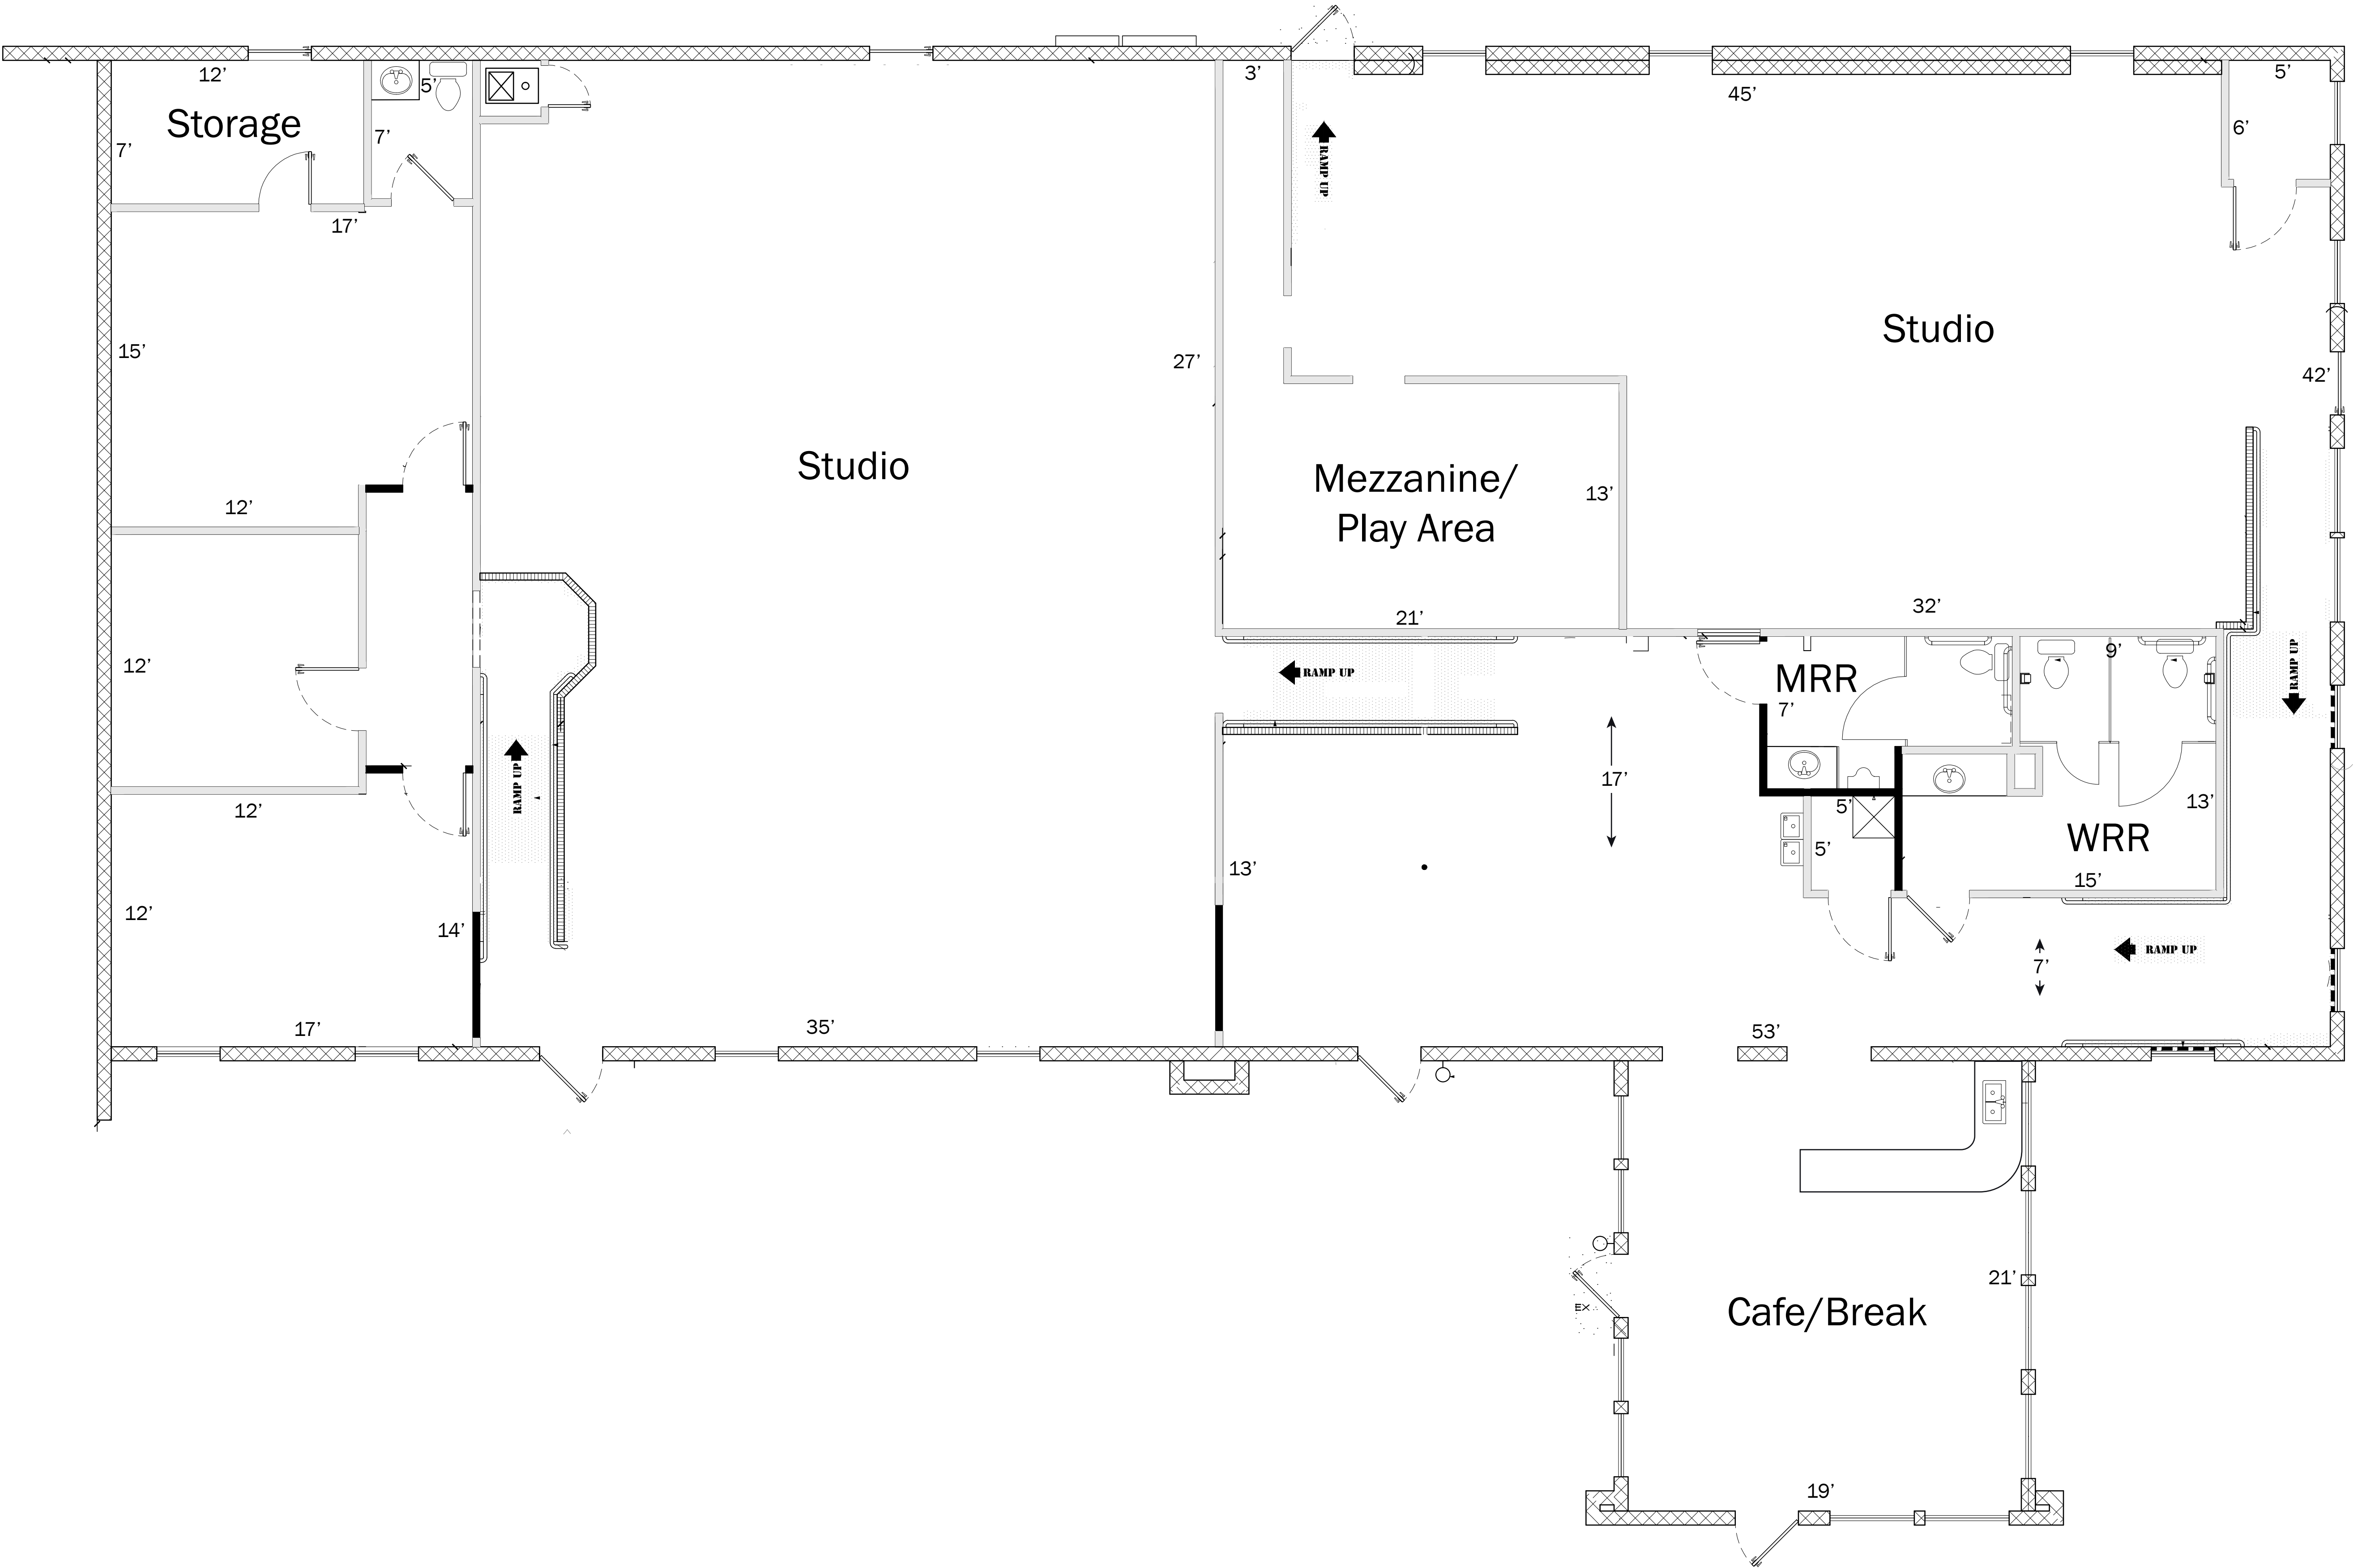 12’
5’
3’
45’
5’
Storage
7’
7’
RAMP UP
6’
17’
Studio
15’
27’
42’
Studio
Mezzanine/
Play Area
13’
12’
21’
32’
12’
RAMP UP
MRR
9’
RAMP UP
7’
RAMP UP
17’
12’
5’
13’
WRR
5’
13’
15’
12’
14’
RAMP UP
7’
17’
35’
53’
21’
EX
Cafe/Break
19’